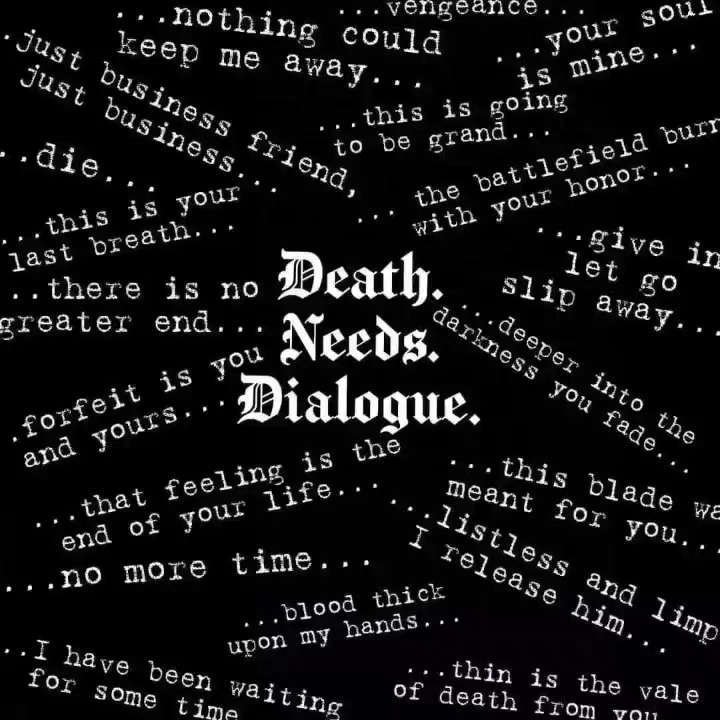 ...vengeance...
...nothing could
keep me away...
...your soul
is mine...
.just business friend,
just business...
...this is going
to be grand...
..die...
... the battlefield burn
with your honor...
...this is your
last breath...
...give in
let go
slip away...
..there is no
greater end...
Death.
Needs.
Dialogue.
...deeper into the
darkness you fade...
.forfeit is you
and yours...
...that feeling is the
end of your life...
...this blade wa
meant for you...
...listless and limp
I release him...
...no more time...
...blood thick
upon my hands...
..I have been waiting
for some time
...thin is the vale
of death from you